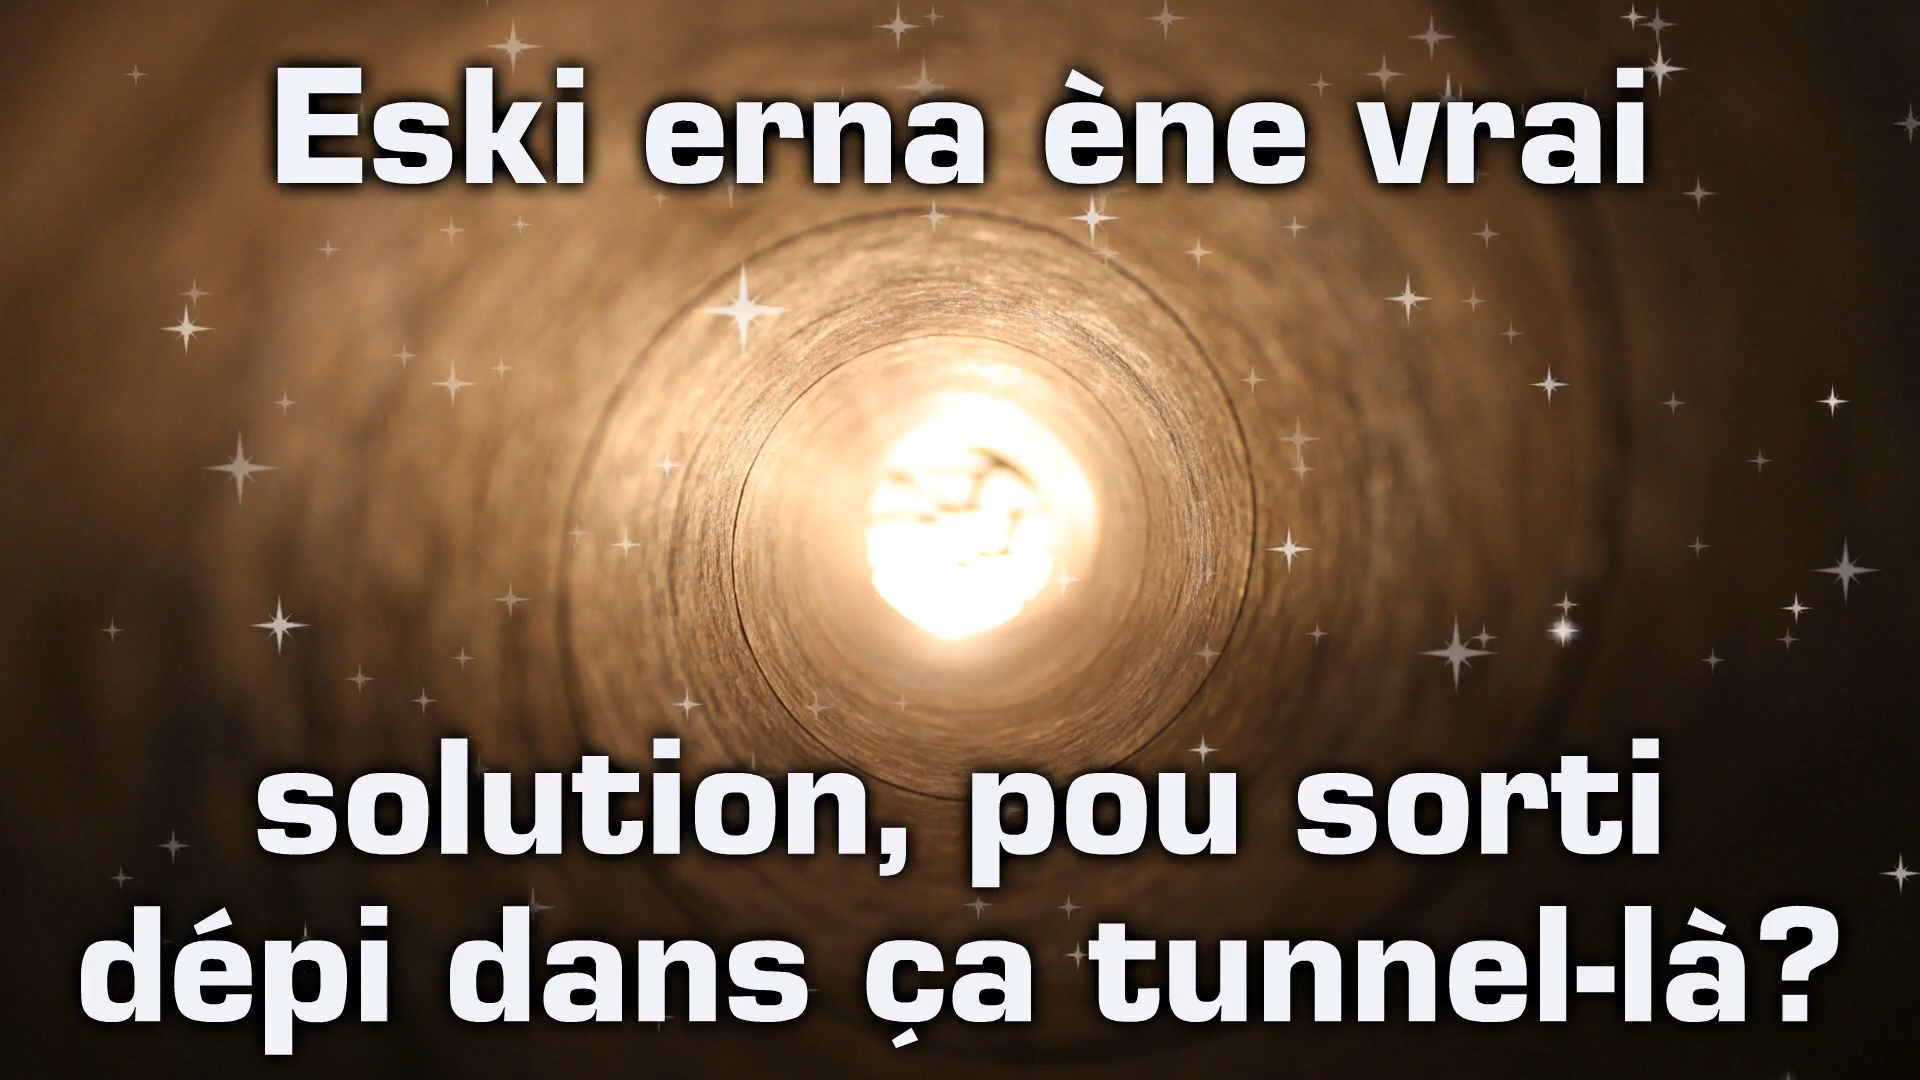 Eski erna ène vrai
solution, pou sorti
dépi dans ça tunnel-là?